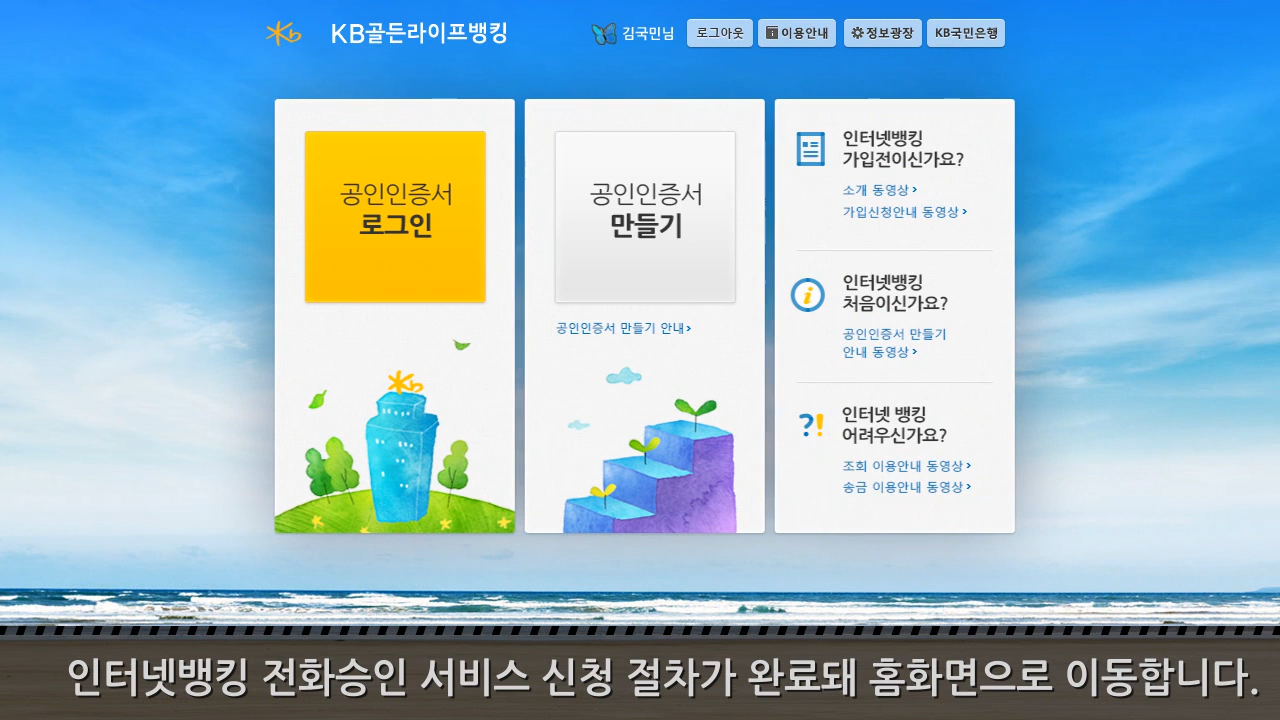 KB골든라이프뱅킹
김국민님 로그아웃 이용안내 정보광장 KB국민은행
공인인증서
로그인
공인인증서
만들기
공인인증서 만들기 안내
인터넷뱅킹
가입전이신가요?
소개 동영상
가입신청안내 동영상
인터넷뱅킹
처음이신가요?
공인인증서 만들기
안내 동영상
인터넷 뱅킹
어려우신가요?
조회 이용안내 동영상
송금 이용안내 동영상
인터넷뱅킹 전화승인 서비스 신청 절차가 완료돼 홈화면으로 이동합니다.